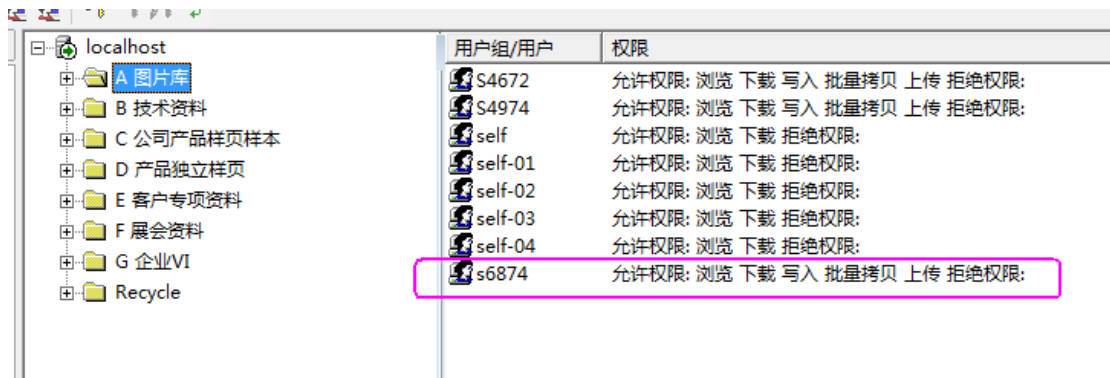 localhost
A 图片库
B 技术资料
C 公司产品样页样本
D 产品独立样页
E 客户专项资料
F 展会资料
G 企业VI
Recycle
用户组/用户 权限
S4672 允许权限: 浏览 下载 写入 批量拷贝 上传 拒绝权限:
S4974 允许权限: 浏览 下载 写入 批量拷贝 上传 拒绝权限:
self 允许权限: 浏览 下载 拒绝权限:
self-01 允许权限: 浏览 下载 拒绝权限:
self-02 允许权限: 浏览 下载 拒绝权限:
self-03 允许权限: 浏览 下载 拒绝权限:
self-04 允许权限: 浏览 下载 拒绝权限:
s6874 允许权限: 浏览 下载 写入 批量拷贝 上传 拒绝权限: